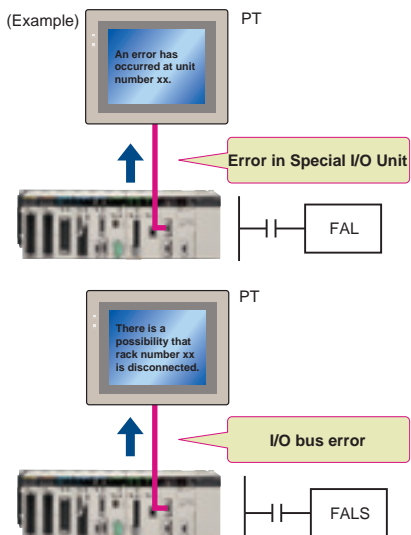 (Example)
PT
An error has
occurred at unit
number xx.
Error in Special I/O Unit
FAL
PT
There is a
possibility that
rack number xx
is disconnected.
I/O bus error
FALS